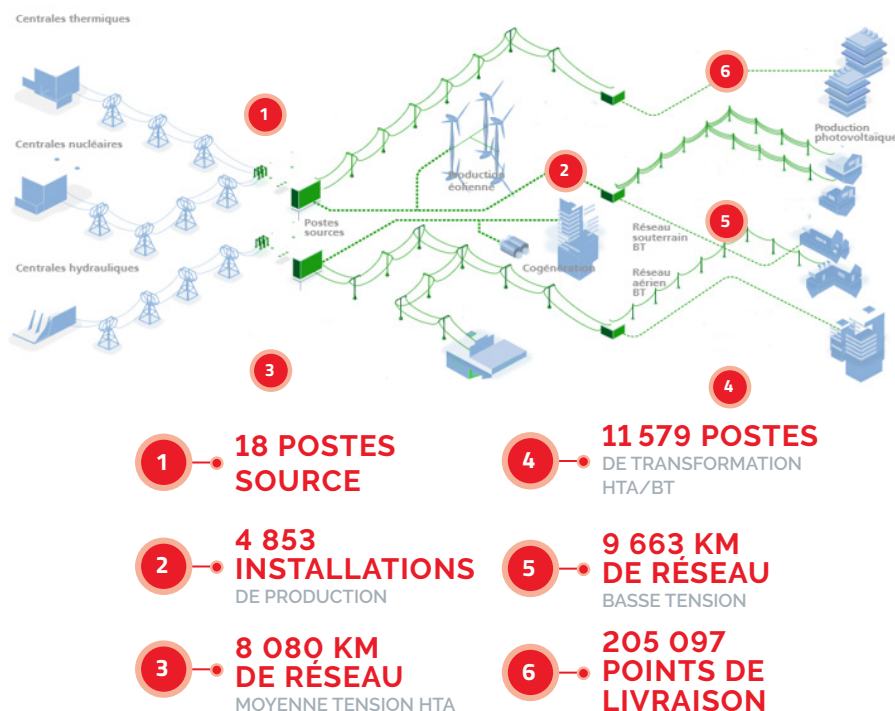 Centrales thermiques
6
1
Centrales nucléaires
Production
photovoltaïque
Production
éolienne
2
Postes
sources
Réseau
souterrain
BT
5
Centrales hydrauliques
Cogénération
Réseau
aérien
BT
3
4
1
18 POSTES
SOURCE
4
11 579 POSTES
DE TRANSFORMATION
HTA/BT
2
4 853
INSTALLATIONS
DE PRODUCTION
5
9 663 KM
DE RÉSEAU
BASSE TENSION
3
8 080 KM
DE RÉSEAU
MOYENNE TENSION HTA
6
205 097
POINTS DE
LIVRAISON